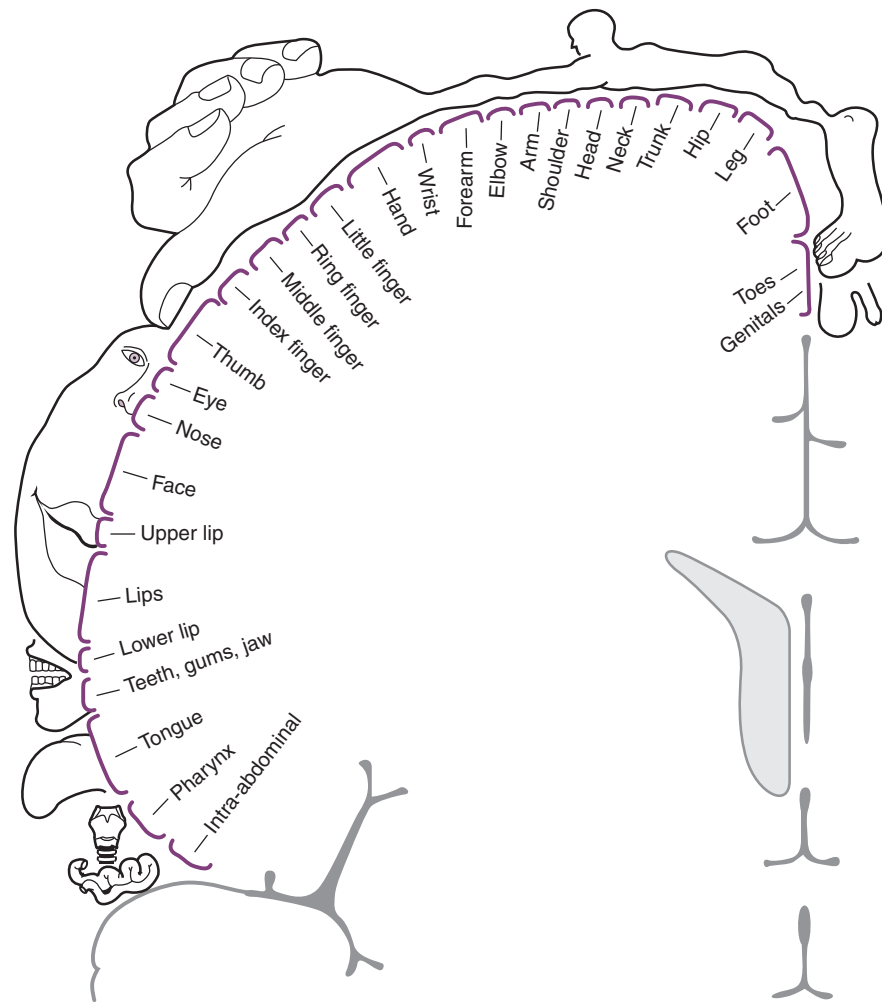 Intra-abdominal
Pharynx
Tongue
Teeth, gums, jaw
Lower lip
Lips
Upper lip
Face
Nose
Eye
Thumb
Index finger
Middle finger
Ring finger
Little finger
Hand
Wrist
Forearm
Elbow
Arm
Shoulder
Head
Neck
Trunk
Hip
Leg
Foot
Toes
Genitals